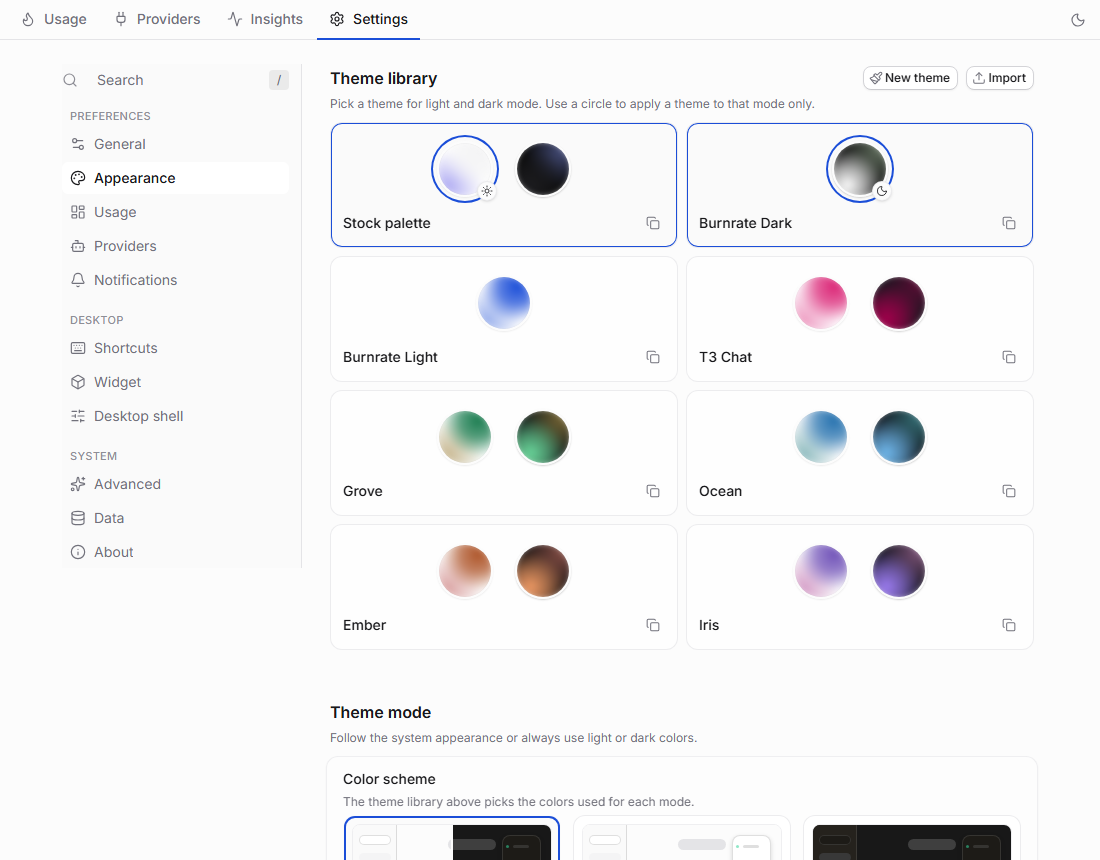 Usage
Providers
Insights
Settings
Search
/
PREFERENCES
General
Appearance
Usage
Providers
Notifications
DESKTOP
Shortcuts
Widget
Desktop shell
SYSTEM
Advanced
Data
About
Theme library
New theme
Import
Pick a theme for light and dark mode. Use a circle to apply a theme to that mode only.
Stock palette
Burnrate Dark
Burnrate Light
T3 Chat
Grove
Ocean
Ember
Iris
Theme mode
Follow the system appearance or always use light or dark colors.
Color scheme
The theme library above picks the colors used for each mode.